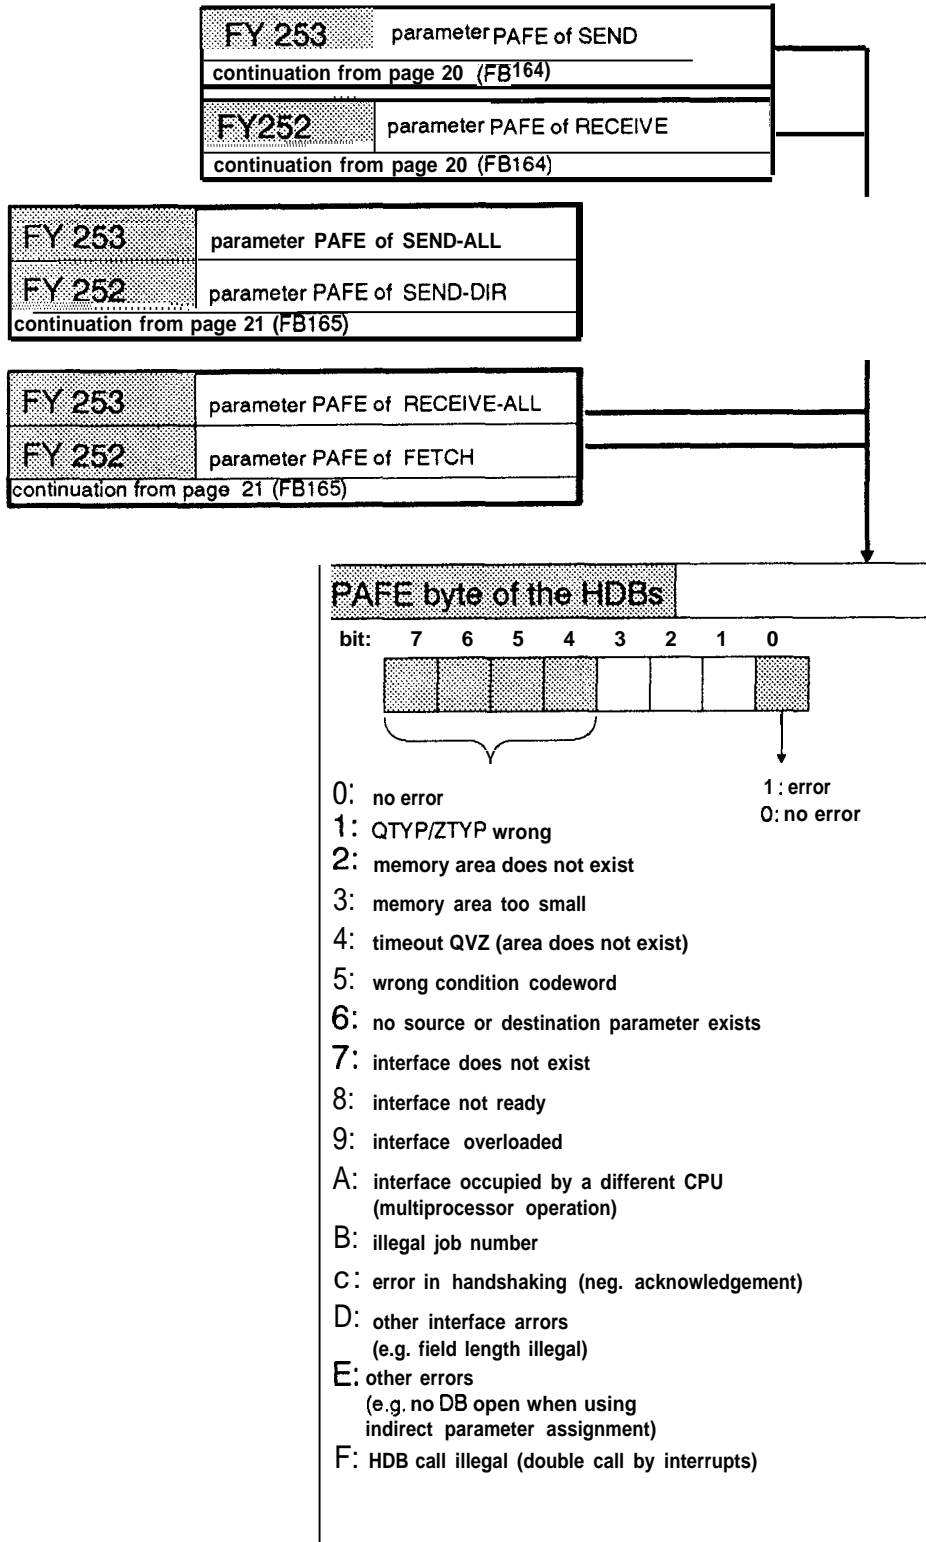 FY 253 parameter PAFE of SEND
continuation from page 20 (FB164)
FY252 parameter PAFE of RECEIVE
continuation from page 20 (FB164)
FY 253 parameter PAFE of SEND-ALL
FY 252 parameter PAFE of SEND-DIR
continuation from page 21 (FB165)
FY 253 parameter PAFE of RECEIVE-ALL
FY 252 parameter PAFE of FETCH
continuation from page 21 (FB165)
PAFE byte of the HDBs
bit: 7 6 5 4 3 2 1 0
1: error
0: no error
0: no error
1: QTYP/ZTYP wrong
2: memory area does not exist
3: memory area too small
4: timeout QVZ (area does not exist)
5: wrong condition codeword
6: no source or destination parameter exists
7: interface does not exist
8: interface not ready
9: interface overloaded
A: interface occupied by a different CPU
(multiprocessor operation)
B: illegal job number
c: error in handshaking (neg. acknowledgement)
D: other interface arrors
(e.g. field length illegal)
E: other errors
(e.g. no DB open when using
indirect parameter assignment)
F: HDB call illegal (double call by interrupts)